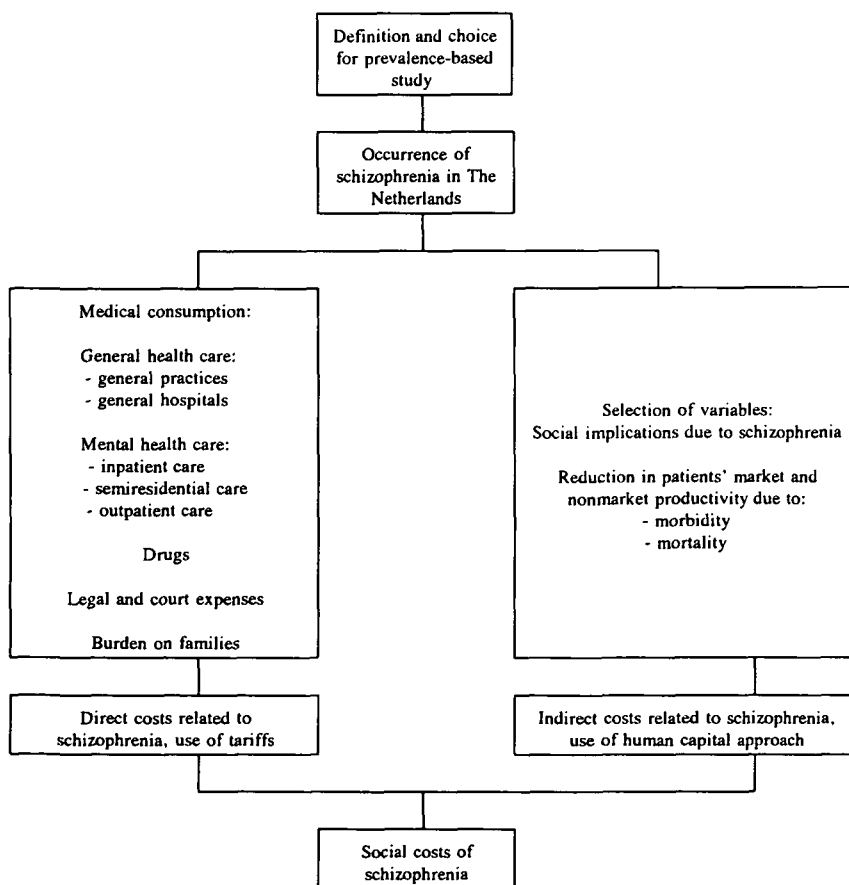 Definition and choice
for prevalence-based
study
Occurrence of
schizophrenia in The
Netherlands
Medical consumption:
General health care:
- general practices
- general hospitals
Mental health care:
- inpatient care
- semiresidential care
- outpatient care
Drugs
Legal and court expenses
Burden on families
Selection of variables:
Social implications due to schizophrenia
Reduction in patients' market and
nonmarket productivity due to:
- morbidity
- mortality
Direct costs related to
schizophrenia, use of tariffs
Indirect costs related to schizophrenia,
use of human capital approach
Social costs of
schizophrenia